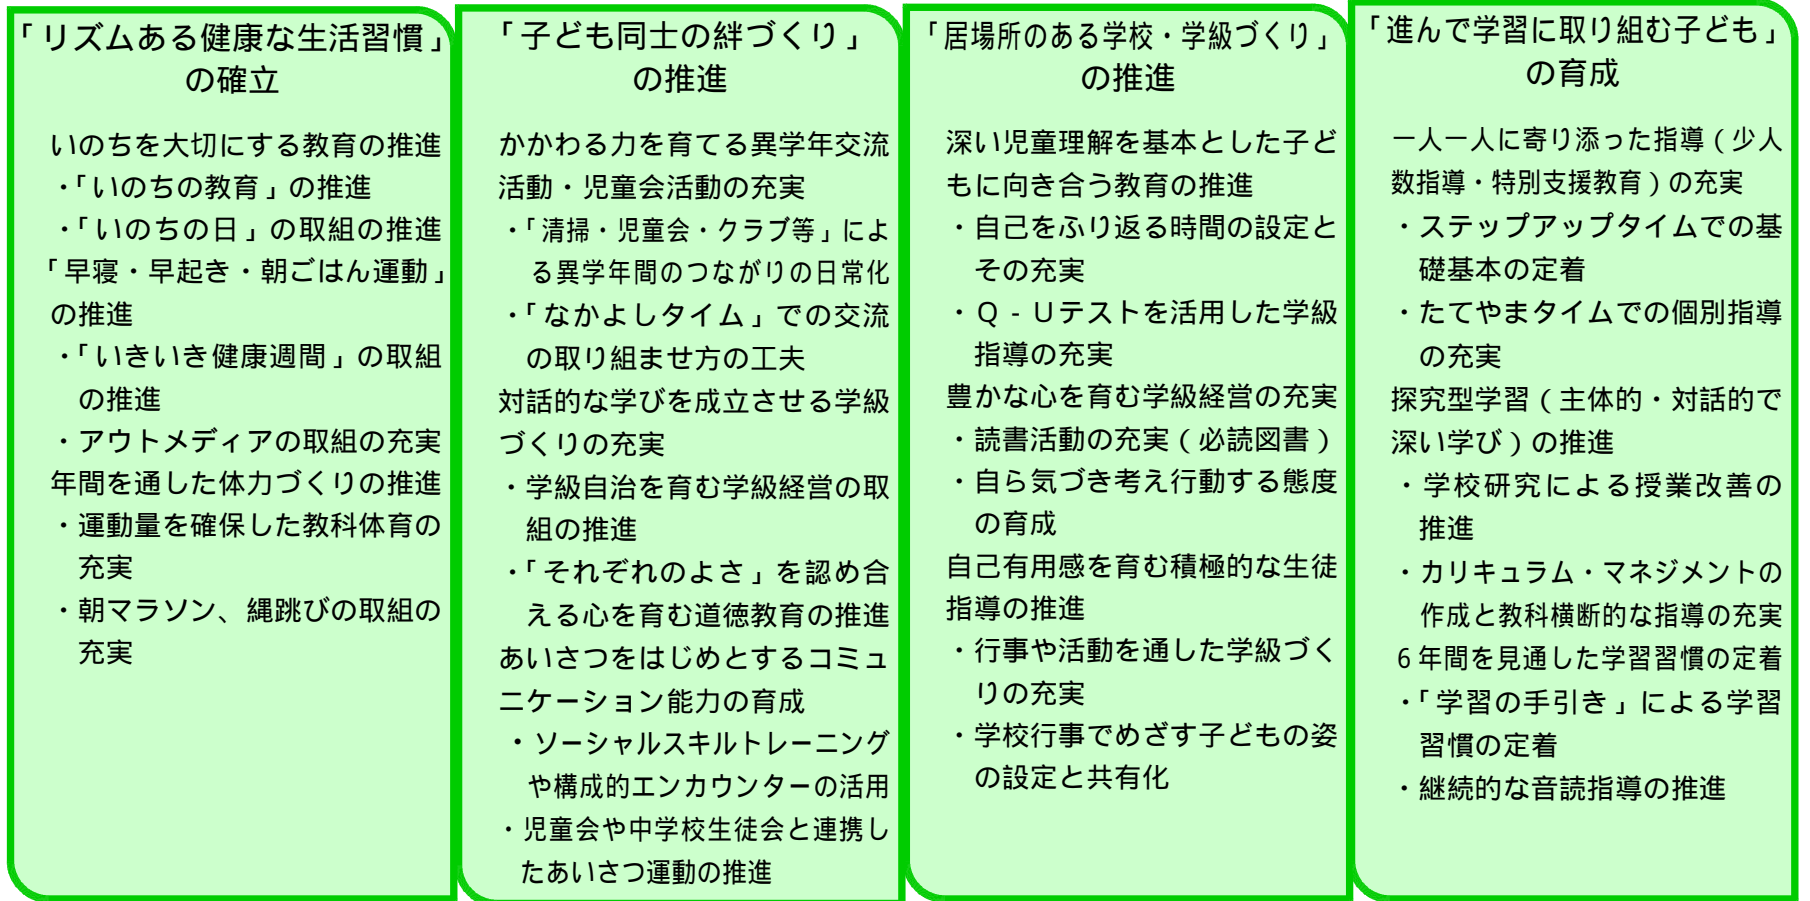 「リズムある健康な生活習慣」
の確立
いのちを大切にする教育の推進
・「いのちの教育」の推進
・「いのちの日」の取組の推進
「早寝・早起き・朝ごはん運動」
の推進
・「いきいき健康週間」の取組
の推進
・アウトメディアの取組の充実
年間を通した体力づくりの推進
・運動量を確保した教科体育の
充実
・朝マラソン、縄跳びの取組の
充実
「子ども同士の絆づくり」
の推進
かかわる力を育てる異学年交流
活動・児童会活動の充実
・「清掃・児童会・クラブ等」によ
る異学年間のつながりの日常化
・「なかよしタイム」での交流
の取り組ませ方の工夫
対話的な学びを成立させる学級
づくりの充実
・学級自治を育む学級経営の取
組の推進
・「それぞれのよさ」を認め合
える心を育む道徳教育の推進
あいさつをはじめとするコミュ
ニケーション能力の育成
・ソーシャルスキルトレーニング
や構成的エンカウンターの活用
・児童会や中学校生徒会と連携し
たあいさつ運動の推進
「居場所のある学校・学級づくり」
の推進
深い児童理解を基本とした子ど
もに向き合う教育の推進
・自己をふり返る時間の設定と
その充実
・Q-Uテストを活用した学級
指導の充実
豊かな心を育む学級経営の充実
・読書活動の充実(必読図書)
・自ら気づき考え行動する態度
の育成
自己有用感を育む積極的な生徒
指導の推進
・行事や活動を通した学級づく
りの充実
・学校行事でめざす子どもの姿
の設定と共有化
「進んで学習に取り組む子ども」
の育成
一人一人に寄り添った指導(少人
数指導・特別支援教育)の充実
・ステップアップタイムでの基
礎基本の定着
・たてやまタイムでの個別指導
の充実
探究型学習(主体的・対話的で
深い学び)の推進
・学校研究による授業改善の
推進
・カリキュラム・マネジメントの
作成と教科横断的な指導の充実
6年間を見通した学習習慣の定着
・「学習の手引き」による学習
習慣の定着
・継続的な音読指導の推進